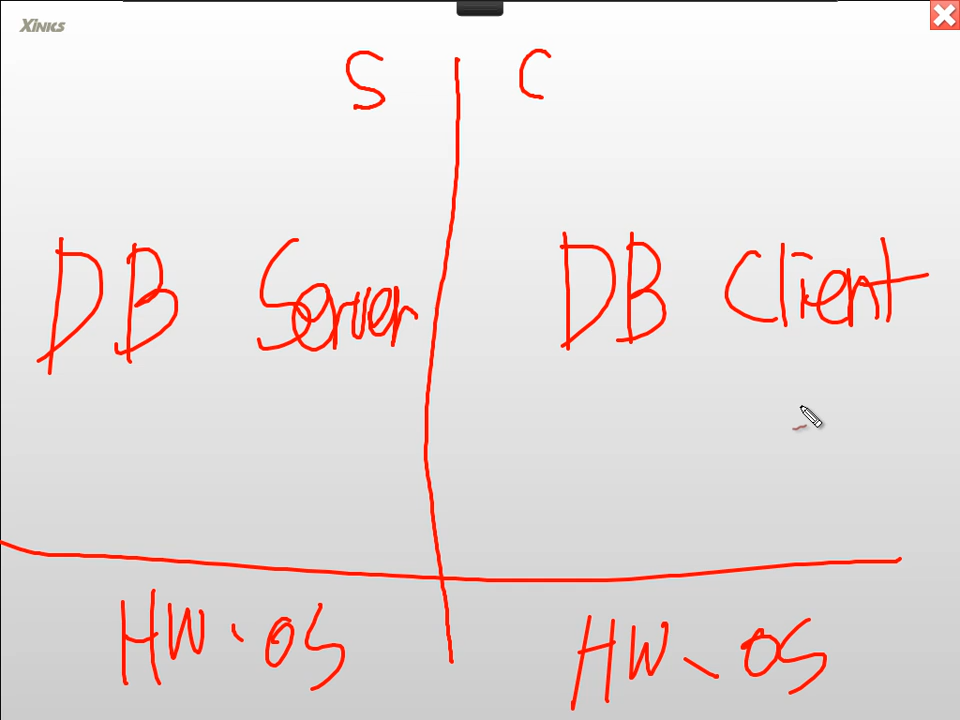 XINKS
S C
DB Server DB Client
HW 、 OS HW 、 OS